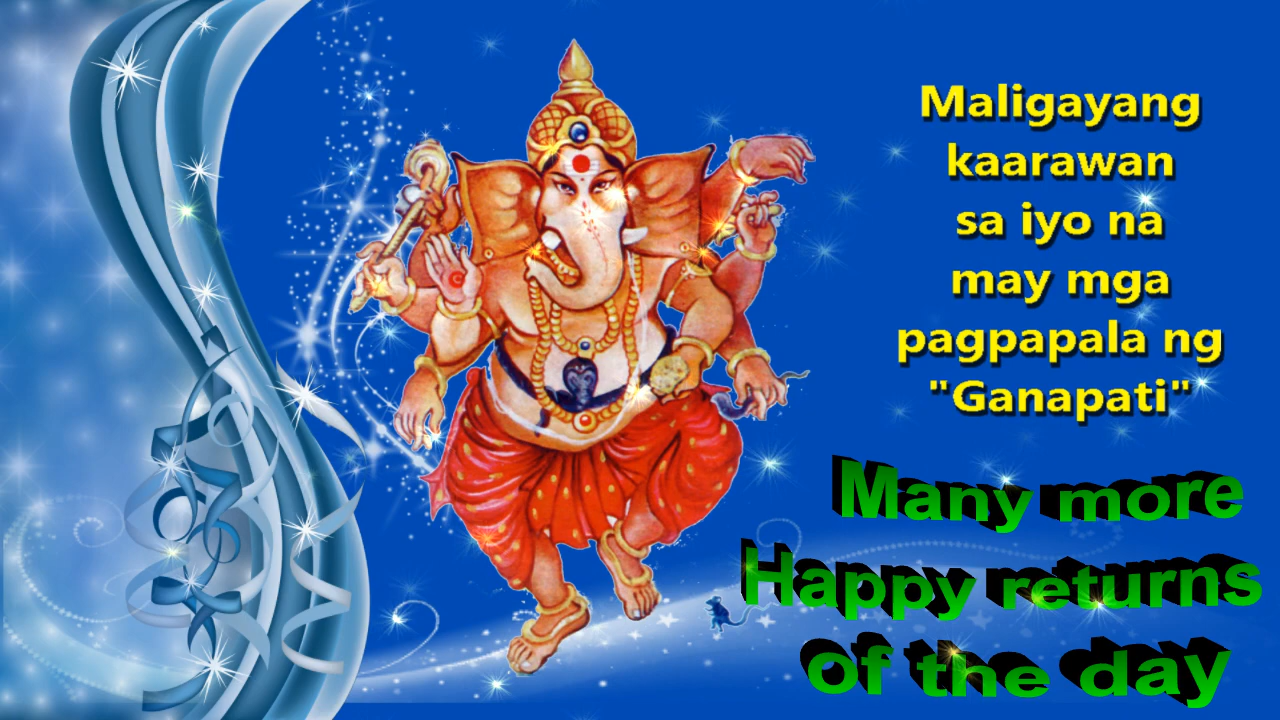 Maligayang
kaarawan
sa iyo na
may mga
pagpapala ng
"Ganapati"
Many more
Happy returns
of the day